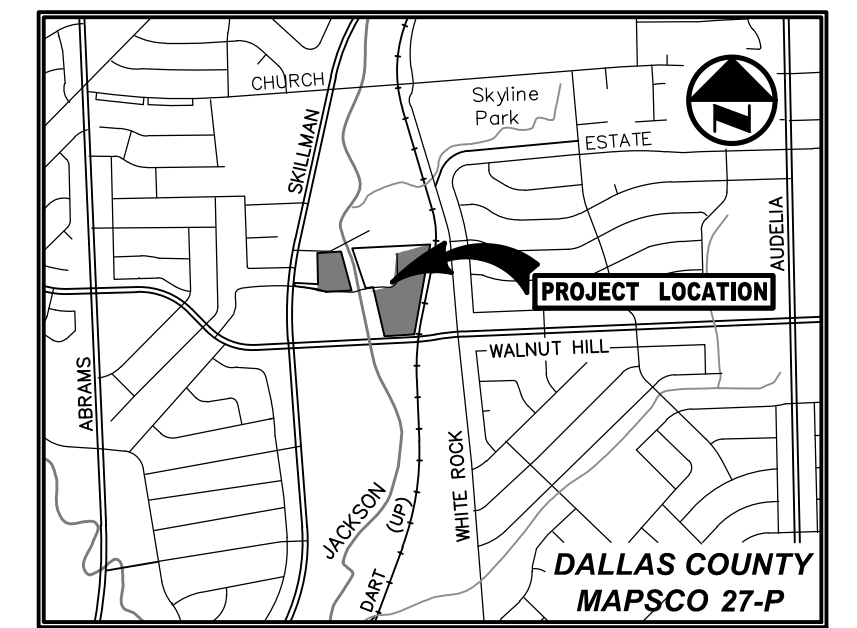 CHURCH
Skyline
Park
ESTATE
SKILLMAN
AUDELIA
PROJECT LOCATION
WALNUT HILL
ABRAMS
WHITE ROCK
JACKSON
(UP)
DART
N
DALLAS COUNTY
MAPSCO 27-P